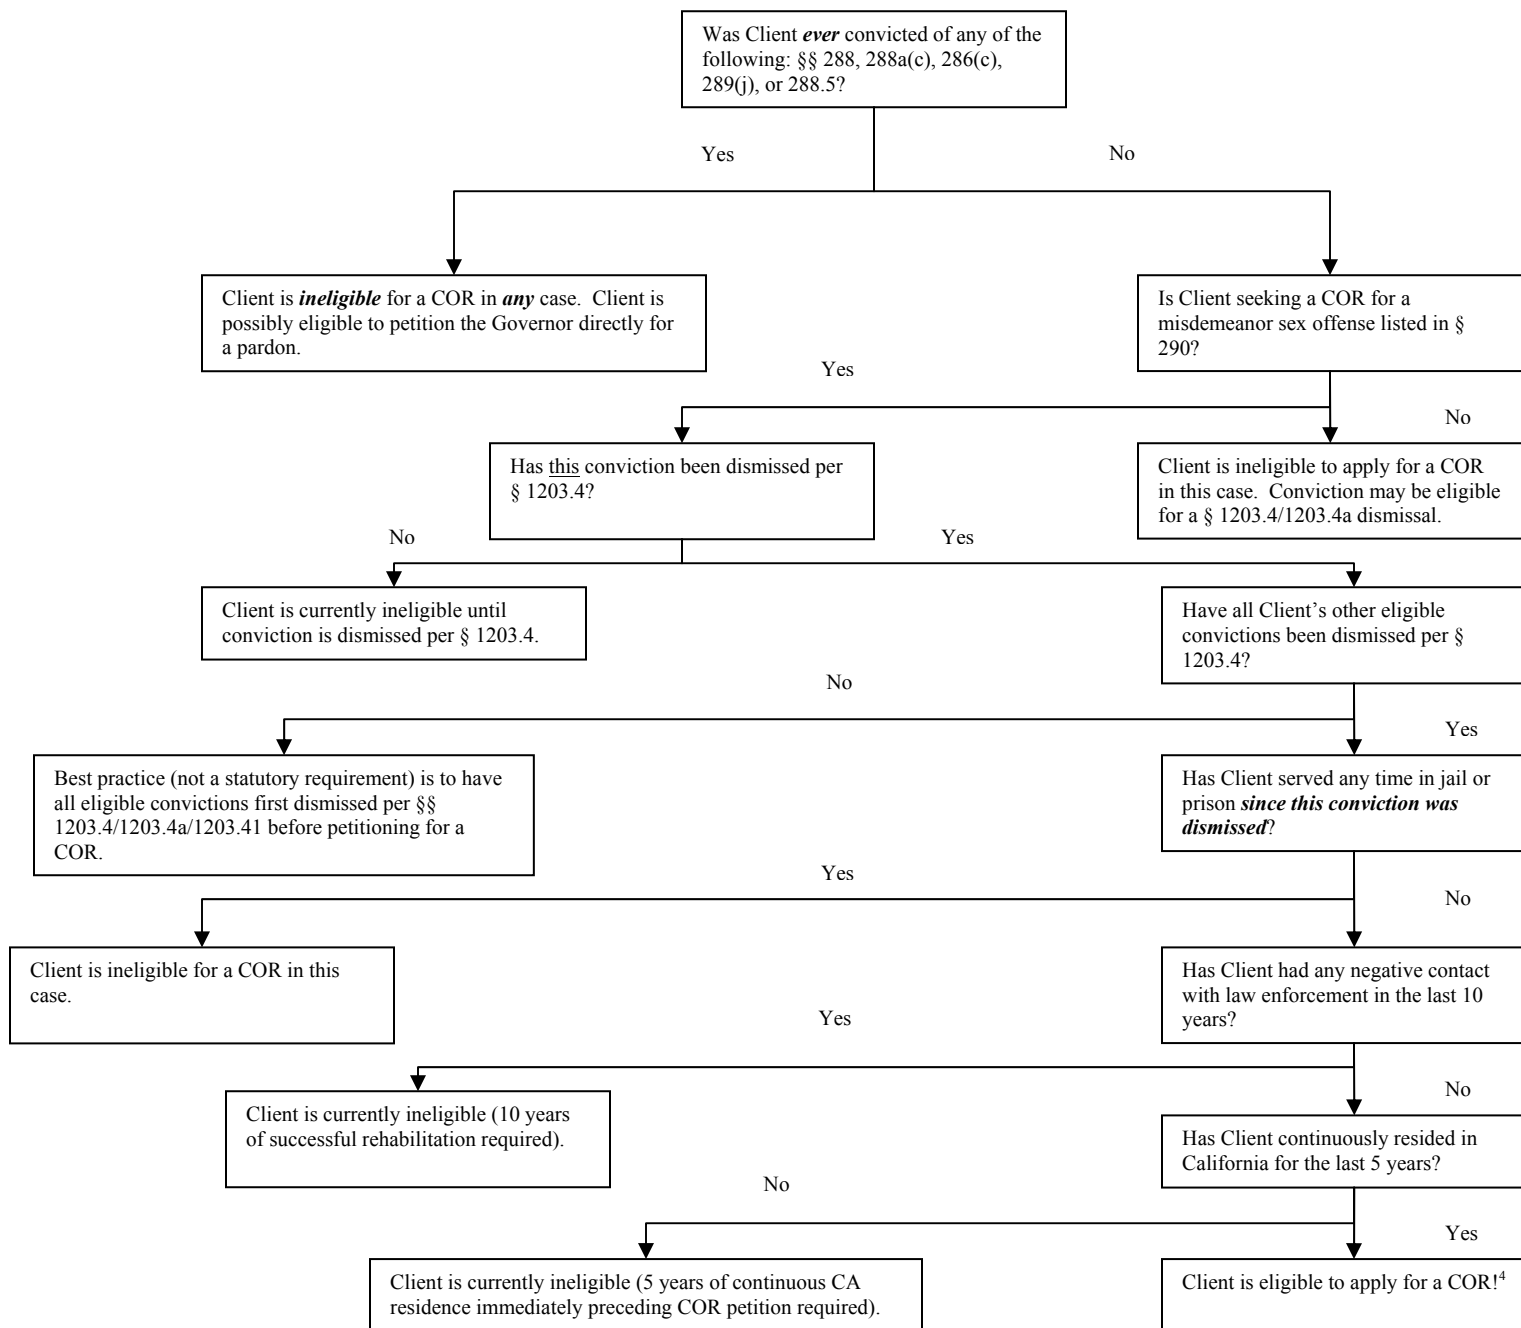 Was Client ever convicted of any of the
following: §§ 288, 288a(c), 286(c),
289(j), or 288.5?
Yes
No
Client is ineligible for a COR in any case. Client is
possibly eligible to petition the Governor directly for
a pardon.
Is Client seeking a COR for a
misdemeanor sex offense listed in §
290?
Yes
No
Has this conviction been dismissed per
§ 1203.4?
Client is ineligible to apply for a COR
in this case. Conviction may be eligible
for a § 1203.4/1203.4a dismissal.
No
Yes
Client is currently ineligible until
conviction is dismissed per § 1203.4.
Have all Client’s other eligible
convictions been dismissed per §
1203.4?
No
Yes
Best practice (not a statutory requirement) is to have
all eligible convictions first dismissed per §§
1203.4/1203.4a/1203.41 before petitioning for a
COR.
Has Client served any time in jail or
prison since this conviction was
dismissed?
Yes
No
Client is ineligible for a COR in this
case.
Has Client had any negative contact
with law enforcement in the last 10
years?
Yes
No
Client is currently ineligible (10 years
of successful rehabilitation required).
Has Client continuously resided in
California for the last 5 years?
No
Yes
Client is currently ineligible (5 years of continuous CA
residence immediately preceding COR petition required).
Client is eligible to apply for a COR!4